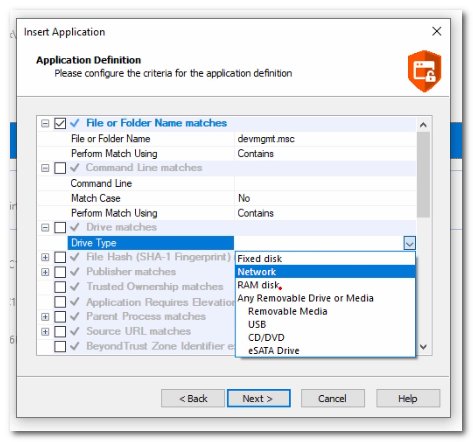 Insert Application
Application Definition
Please configure the criteria for the application definition
File or Folder Name matches
File or Folder Name devmgmt.msc
Perform Match Using Contains
Command Line matches
Command Line
Match Case No
Perform Match Using Contains
Drive matches
Drive Type
File Hash (SHA-1 Fingerprint)
Fixed disk
Publisher matches
Network
Trusted Ownership matches
RAM disk
Application Requires Elevatio
Any Removable Drive or Media
Parent Process matches
Removable Media
Source URL matches
USB
CD/DVD
BeyondTrust Zone Identifier e
eSATA Drive
< Back Next > Cancel Help